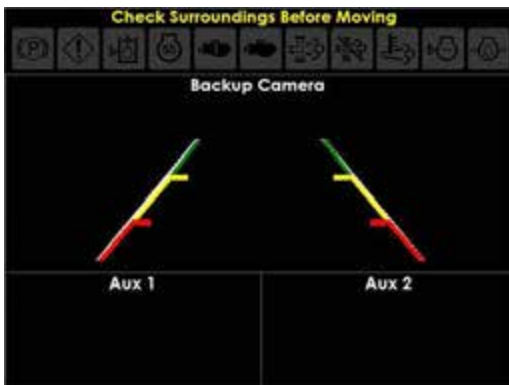 Check Surroundings Before Moving
(P)
Backup Camera
Aux 1
Aux 2